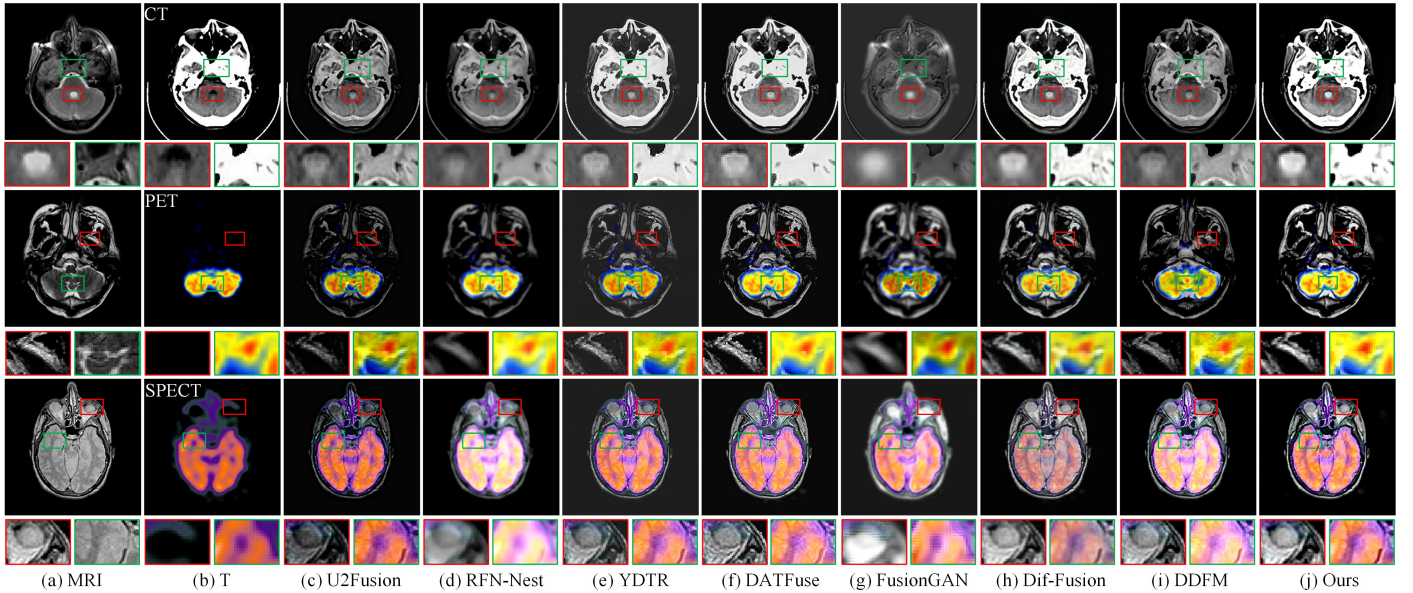 CT
PET
SPECT
(a) MRI (b) T (c) U2Fusion (d) RFN-Nest (e) YDTR (f) DATFuse (g) FusionGAN (h) Dif-Fusion (i) DDFM (j) Ours